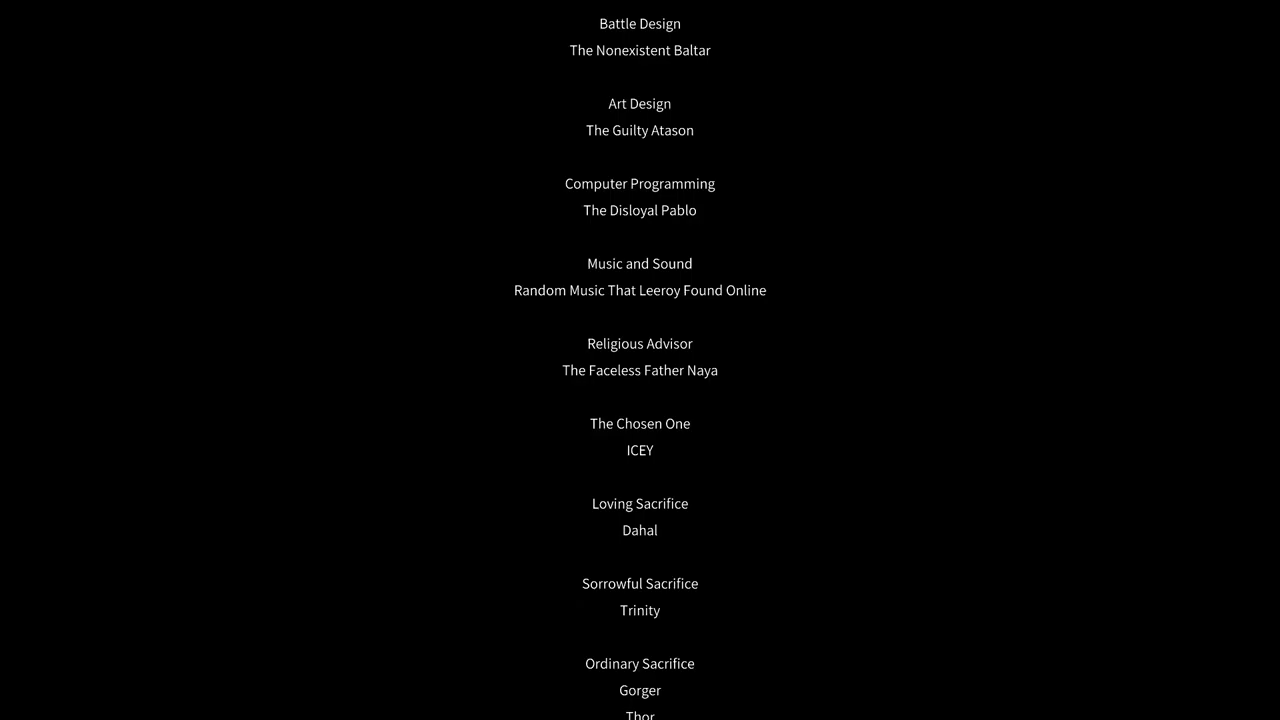 Battle Design
The Nonexistent Baltar
Art Design
The Guilty Atason
Computer Programming
The Disloyal Pablo
Music and Sound
Random Music That Leeroy Found Online
Religious Advisor
The Faceless Father Naya
The Chosen One
ICEY
Loving Sacrifice
Dahal
Sorrowful Sacrifice
Trinity
Ordinary Sacrifice
Gorger
Thor